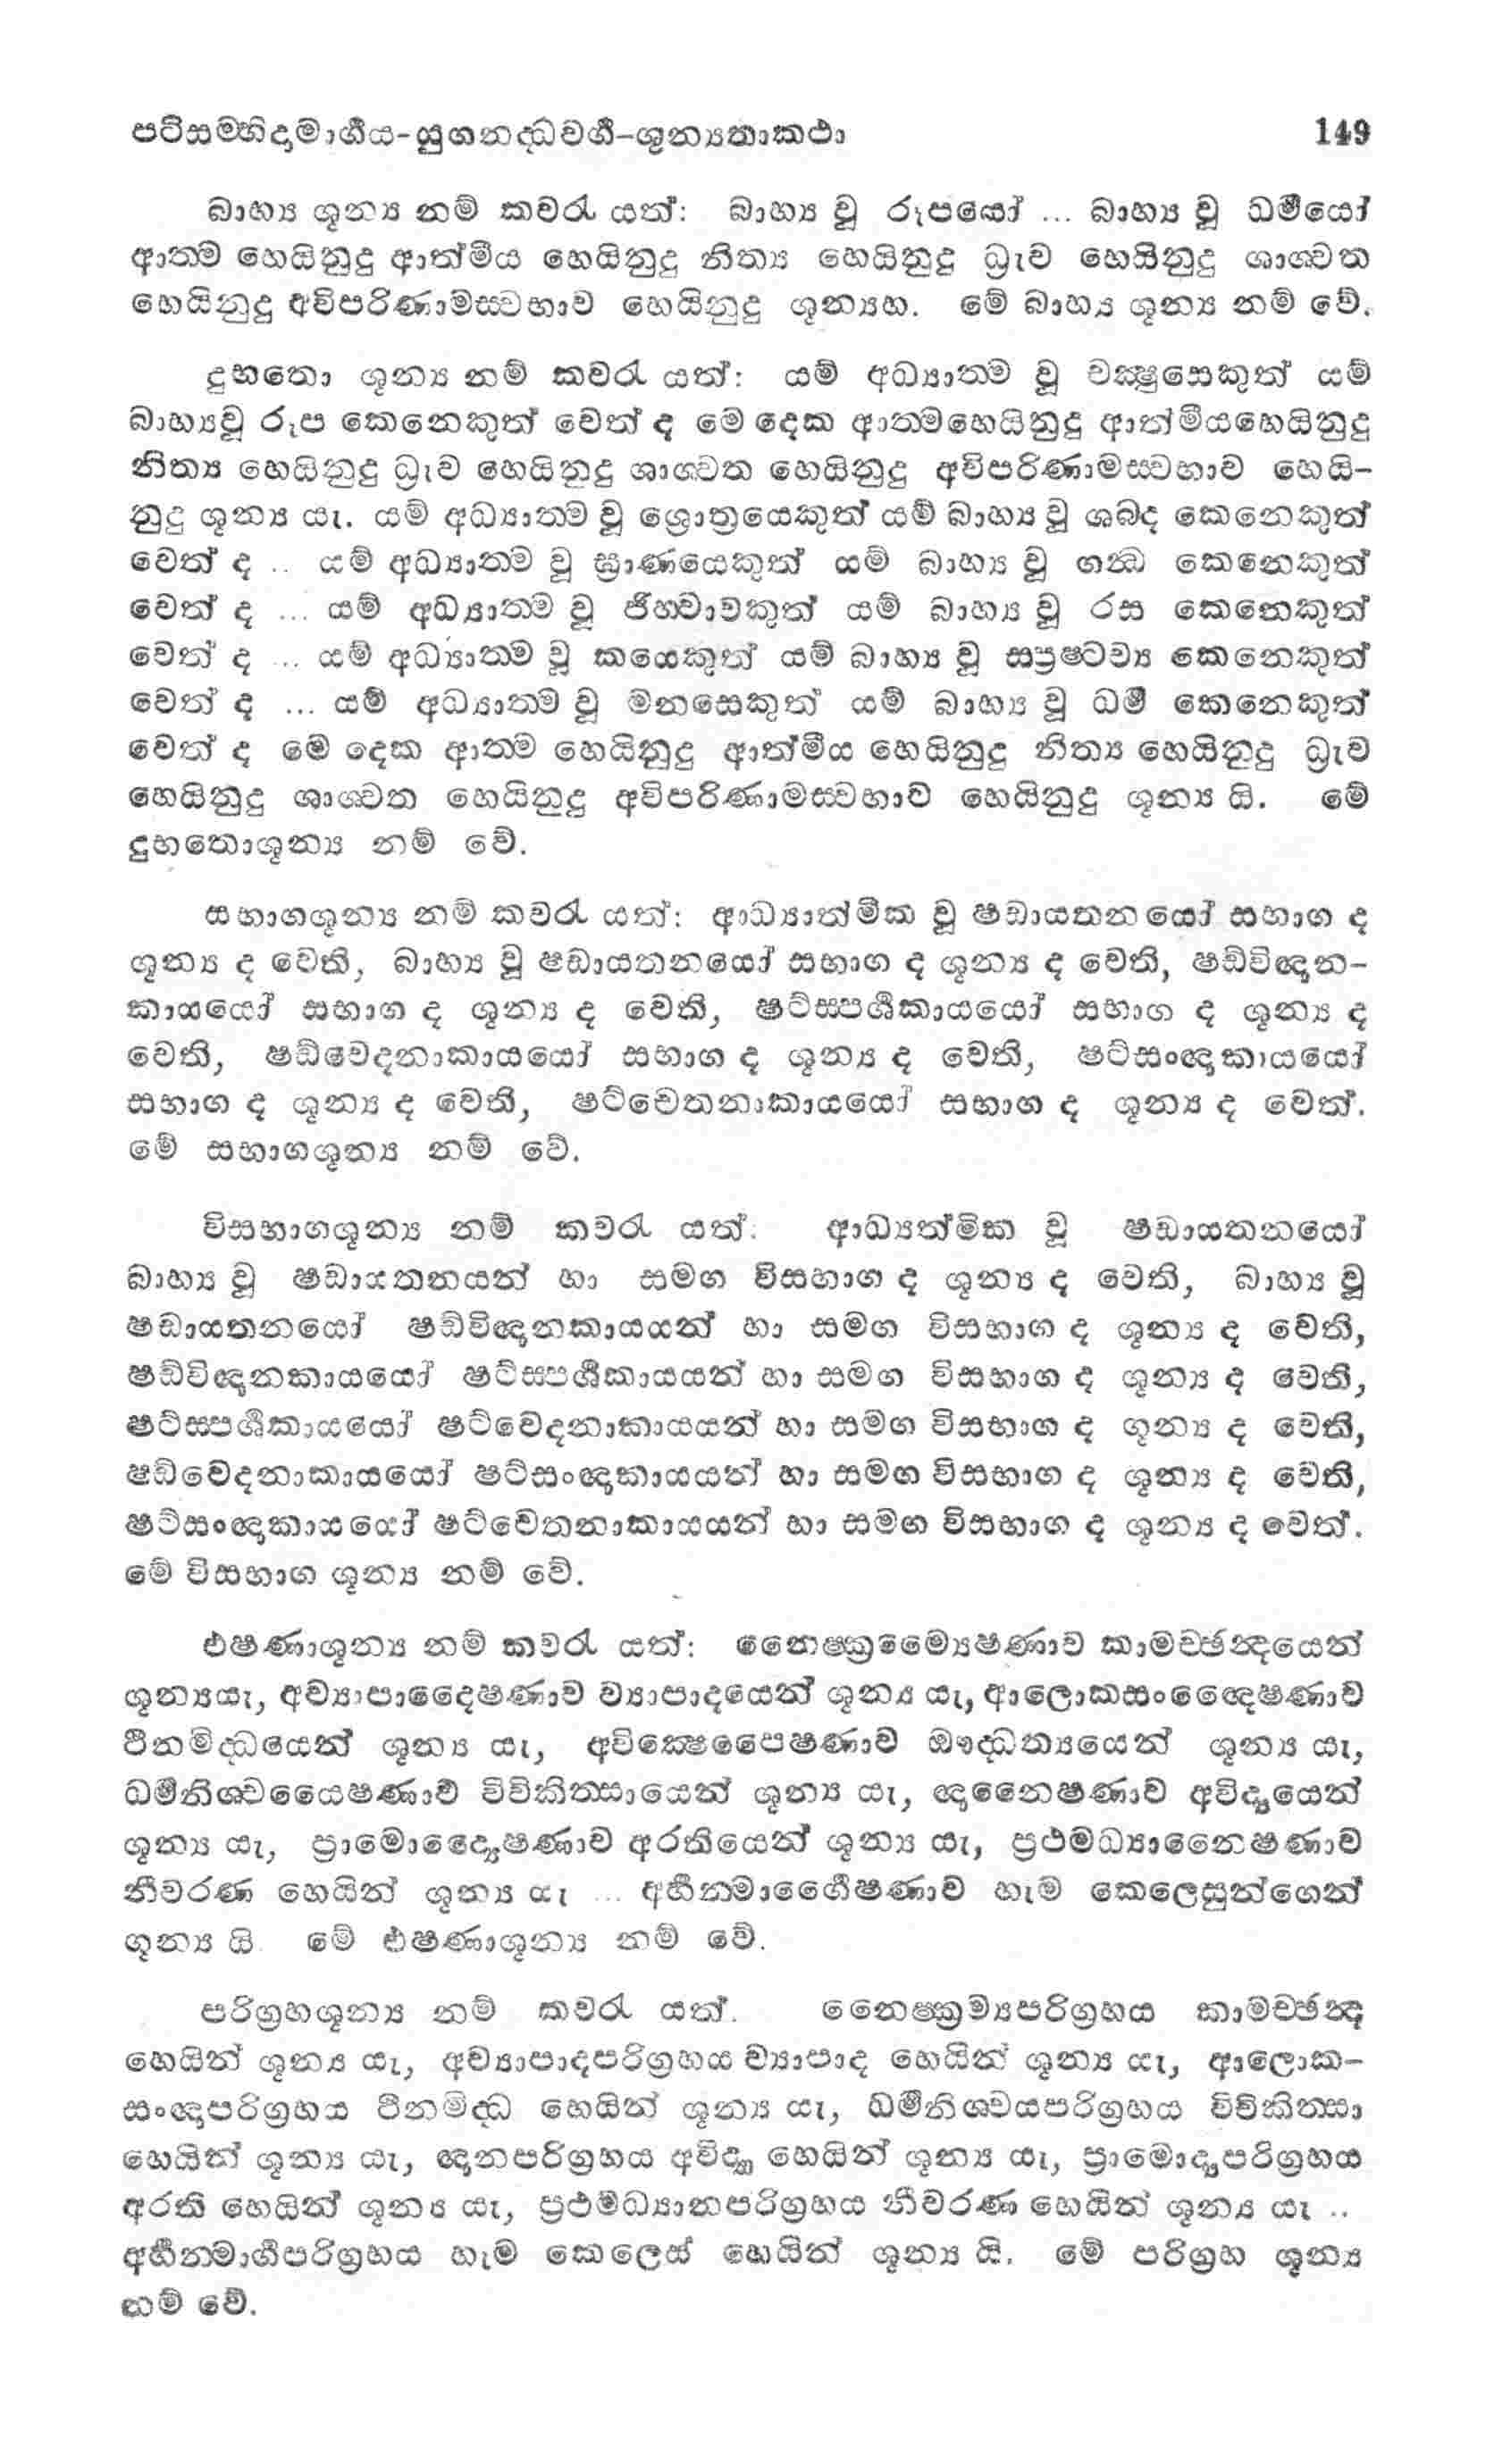 පටිසම්භිදාමාර්ගය-යුගනද්ධවර්ග-ශූන්‍යතාකථා 149
බාහ්‍ය ශූන්‍ය නම් කවරැ යත්: බාහ්‍ය වූ රූපයෝ ... බාහ්‍ය වූ ධර්මයෝ
ආත්ම හෙයිනුදු ආත්මීය හෙයිනුදු නිත්‍ය හෙයිනුදු ධ්‍රැව හෙයිනුදු ශාශ්වත
හෙයිනුදු අවිපරිණාමස්වභාව හෙයිනුදු ශූන්‍යහ. මේ බාහ්‍ය ශූන්‍ය නම් වේ.
දුභතො ශූන්‍ය නම් කවරැ යත්: යම් අධ්‍යාත්ම වූ චක්‍ෂුසෙකුත් යම්
බාහ්‍යවූ රූප කෙනෙකුත් වෙත් ද මෙ දෙක ආත්මහෙයිනුදු ආත්මීයහෙයිනුදු
නිත්‍ය හෙයිනුදු ධ්‍රැව හෙයිනුදු ශාශ්වත හෙයිනුදු අවිපරිණාමස්වභාව හෙයි-
නුදු ශූන්‍ය යැ. යම් අධ්‍යාත්ම වූ ශ්‍රොත්‍රයෙකුත් යම් බාහ්‍ය වූ ශබ්ද කෙනෙකුත්
වෙත් ද .. යම් අධ්‍යාත්ම වූ ඝ්‍රාණයෙකුත් යම් බාහ්‍ය වූ ගන්ධ කෙනෙකුත්
වෙත් ද ... යම් අධ්‍යාත්ම වූ ජිහ්වාවකුත් යම් බාහ්‍ය වූ රස කෙනෙකුත්
වෙත් ද ... යම් අධ්‍යාත්ම වූ කයෙකුත් යම් බාහ්‍ය වූ ස්ප්‍රෂ්ටව්‍ය කෙනෙකුත්
වෙත් ද ... යම් අධ්‍යාත්ම වූ මනසෙකුත් යම් බාහ්‍ය වූ ධර්ම කෙනෙකුත්
වෙත් ද මෙ දෙක ආත්ම හෙයිනුදු ආත්මීය හෙයිනුදු නිත්‍ය හෙයිනුදු ධ්‍රැව
හෙයිනුදු ශාශ්වත හෙයිනුදු අවිපරිණාමස්වභාව හෙයිනුදු ශූන්‍ය යි. මේ
දුභතොශූන්‍ය නම් වේ.
සභාගශූන්‍ය නම් කවරැ යත්: ආධ්‍යාත්මික වූ ෂඩායතනයෝ සභාග ද
ශූන්‍ය ද වෙති, බාහ්‍ය වූ ෂඩායතනයෝ සභාග ද ශූන්‍ය ද වෙති, ෂඩ්විඥාන-
කායයෝ සභාග ද ශූන්‍ය ද වෙති, ෂට්ස්පර්ශකායයෝ සභාග ද ශූන්‍ය ද
වෙති, ෂඩ්වෙදනාකායයෝ සභාග ද ශූන්‍ය ද වෙති, ෂට්සංඥාකායයෝ
සභාග ද ශූන්‍ය ද වෙති, ෂට්චෙතනාකායයෝ සභාග ද ශූන්‍ය ද වෙත්.
මේ සභාගශූන්‍ය නම් වේ.
විසභාගශූන්‍ය නම් කවරැ යත්: ආධ්‍යත්මික වූ ෂඩායතනයෝ
බාහ්‍ය වූ ෂඩායතනයන් හා සමග විසභාග ද ශූන්‍ය ද වෙති, බාහ්‍ය වූ
ෂඩායතනයෝ ෂඩ්විඥානකායයන් හා සමග විසභාග ද ශූන්‍ය ද වෙති,
ෂඩ්විඥානකායයෝ ෂට්ස්පර්ශකායයන් හා සමග විසභාග ද ශූන්‍ය ද වෙති,
ෂට්ස්පර්ශකායයෝ ෂට්වෙදනාකායයන් හා සමග විසභාග ද ශූන්‍ය ද වෙති,
ෂඩ්වෙදනාකායයෝ ෂට්සංඥාකායයන් හා සමග විසභාග ද ශූන්‍ය ද වෙති,
ෂට්සංඥාකායයෝ ෂට්චෙතනාකායයන් හා සමග විසභාග ද ශූන්‍ය ද වෙත්.
මේ විසභාග ශූන්‍ය නම් වේ.
එෂණාශූන්‍ය නම් කවරැ යත්: නෛෂ්ක්‍රම්‍යෛෂණාව කාමච්ඡන්දයෙන්
ශූන්‍යයැ, අව්‍යාපාදෛෂණාව ව්‍යාපාදයෙන් ශූන්‍ය යැ, ආලොකසංඥෛෂණාව
ථීනමිද්ධයෙන් ශූන්‍ය යැ, අවික්‍ෂෙපෛෂණාව ඖද්ධත්‍යයෙන් ශූන්‍ය යැ,
ධර්මනිශ්චයෛෂණාව විචිකිත්සායෙන් ශූන්‍ය යැ, ඥානෛෂණාව අවිද්‍යායෙන්
ශූන්‍ය යැ, ප්‍රාමොද්‍යෛෂණාව අරතියෙන් ශූන්‍ය යැ, ප්‍රථමධ්‍යානෛෂණාව
නීවරණ හෙයින් ශූන්‍ය යැ ... අර්හත්මාර්ගෛෂණාව හැම කෙලෙසුන්ගෙන්
ශූන්‍ය යි. මේ එෂණාශූන්‍ය නම් වේ.
පරිග්‍රහශූන්‍ය නම් කවරැ යත්. නෛෂ්ක්‍රම්‍යපරිග්‍රහය කාමච්ඡන්ද
හෙයින් ශූන්‍ය යැ, අව්‍යාපාදපරිග්‍රහය ව්‍යාපාද හෙයින් ශූන්‍ය යැ, ආලොක-
සංඥාපරිග්‍රහය ථීනමිද්ධ හෙයින් ශූන්‍ය යැ, ධර්මනිශ්චයපරිග්‍රහය විචිකිත්සා
හෙයින් ශූන්‍ය යැ, ඥානපරිග්‍රහය අවිද්‍යා හෙයින් ශූන්‍ය යැ, ප්‍රාමොද්‍යපරිග්‍රහය
අරති හෙයින් ශූන්‍ය යැ, ප්‍රථමධ්‍යානපරිග්‍රහය නීවරණ හෙයින් ශූන්‍ය යැ ..
අර්හත්මාර්ගපරිග්‍රහය හැම කෙලෙස් හෙයින් ශූන්‍ය යි. මේ පරිග්‍රහ ශූන්‍ය
නම් වේ.